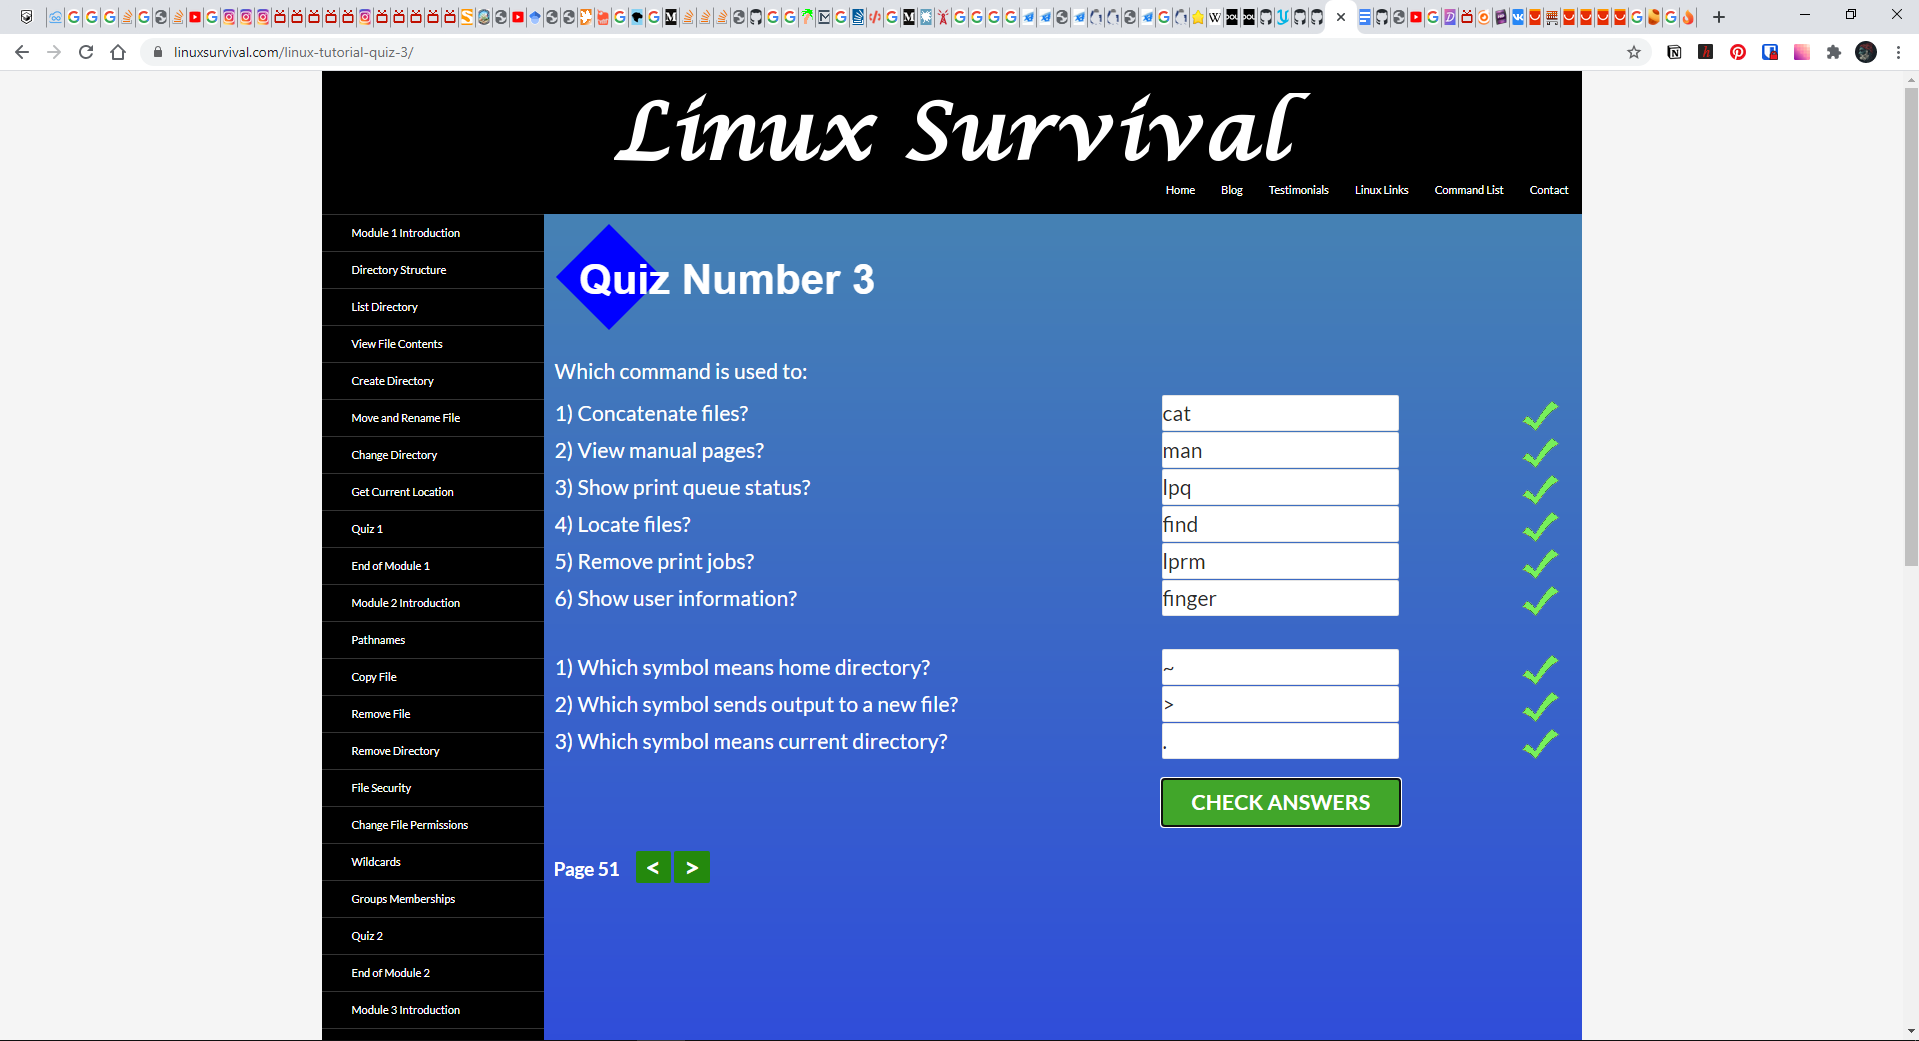 linuxsurvival.com/linux-tutorial-quiz-3/
Linux Survival
Home Blog Testimonials Linux Links Command List Contact
Module 1 Introduction
Directory Structure
List Directory
View File Contents
Create Directory
Move and Rename File
Change Directory
Get Current Location
Quiz 1
End of Module 1
Module 2 Introduction
Pathnames
Copy File
Remove File
Remove Directory
File Security
Change File Permissions
Wildcards
Groups Memberships
Quiz 2
End of Module 2
Module 3 Introduction
Quiz Number 3
Which command is used to:
1) Concatenate files? cat
2) View manual pages? man
3) Show print queue status? lpq
4) Locate files? find
5) Remove print jobs? lprm
6) Show user information? finger
1) Which symbol means home directory? ~
2) Which symbol sends output to a new file? >
3) Which symbol means current directory? .
CHECK ANSWERS
Page 51 < >